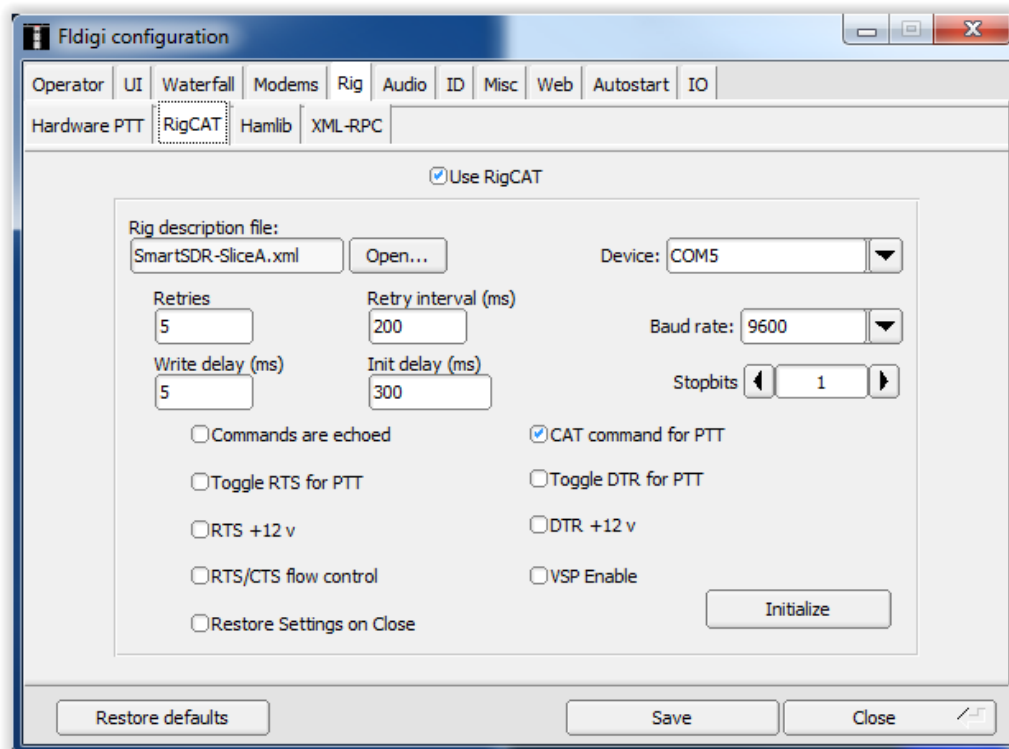 Fldigi configuration
Operator UI Waterfall Modems Rig Audio ID Misc Web Autostart IO
Hardware PTT RigCAT Hamlib XML-RPC
Use RigCAT
Rig description file:
SmartSDR-SliceA.xml Open... Device: COM5
Retries Retry interval (ms)
5 200 Baud rate: 9600
Write delay (ms) Init delay (ms)
5 300 Stopbits 1
Commands are echoed CAT command for PTT
Toggle RTS for PTT Toggle DTR for PTT
RTS +12 v DTR +12 v
RTS/CTS flow control VSP Enable
Initialize
Restore Settings on Close
Restore defaults Save Close